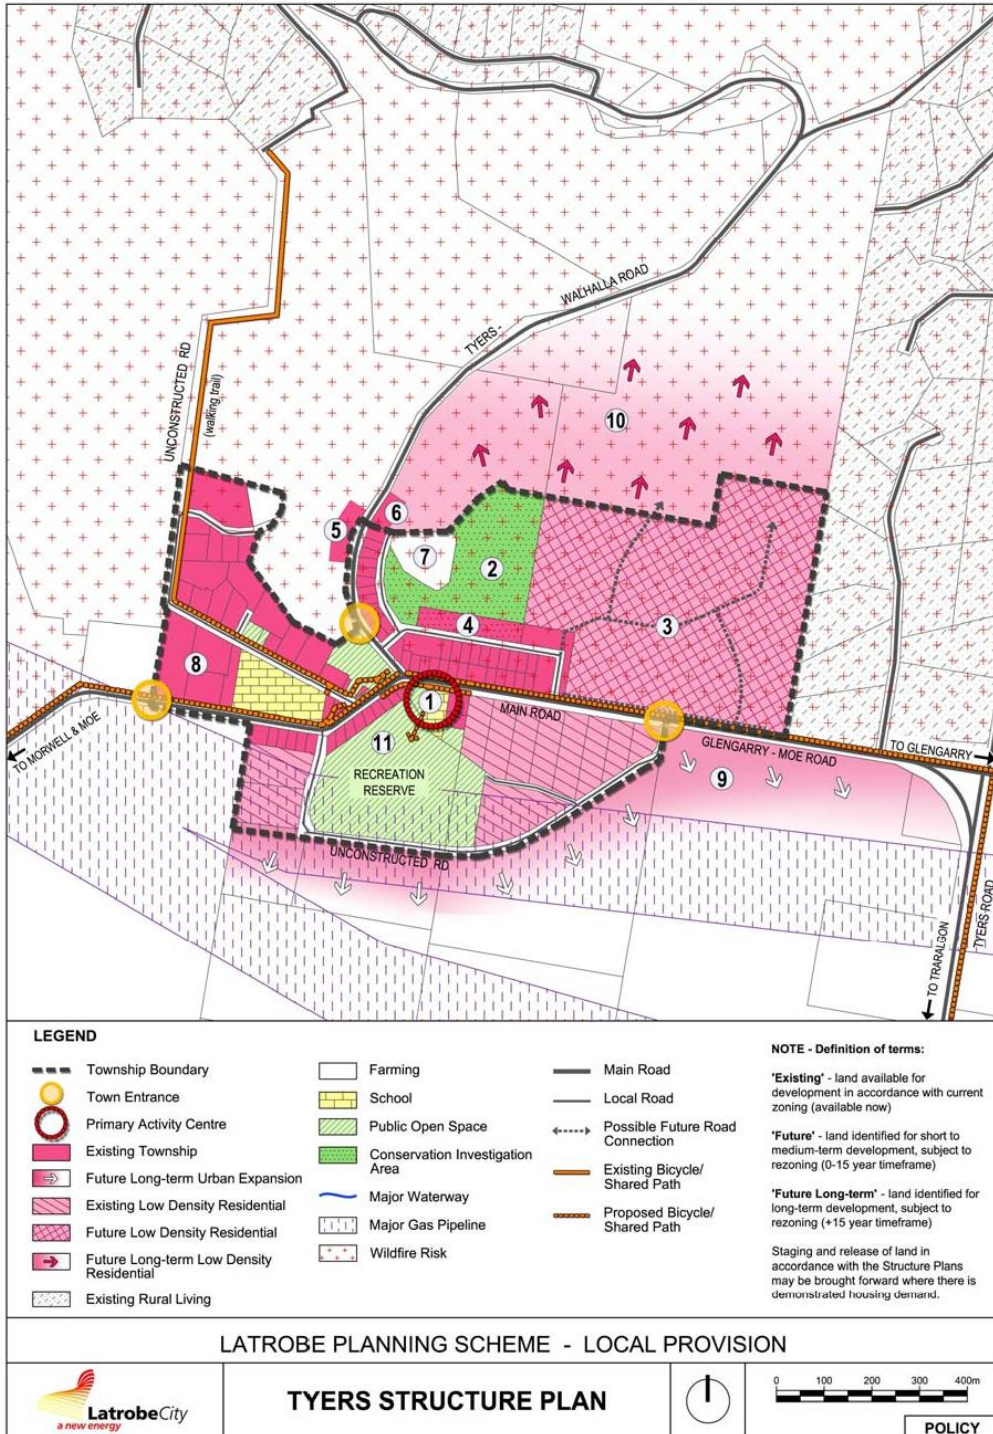 WALHALLA ROAD
TYERS -
UNCONSTRUCTED RD
(walking trail)
10
6
5
7
2
4
3
8
1
MAIN ROAD
TO GLENGARRY
GLENGARRY - MOE ROAD
TO MORWELL & MOE
11
9
RECREATION
RESERVE
UNCONSTRUCTED RD
TYERS ROAD
TO TRARALGON
LEGEND
Township Boundary
Town Entrance
Primary Activity Centre
Existing Township
Future Long-term Urban Expansion
Existing Low Density Residential
Future Low Density Residential
Future Long-term Low Density
Residential
Existing Rural Living
Farming
School
Public Open Space
Conservation Investigation
Area
Major Waterway
Major Gas Pipeline
Wildfire Risk
Main Road
Local Road
Possible Future Road
Connection
Existing Bicycle/
Shared Path
Proposed Bicycle/
Shared Path
NOTE - Definition of terms:
'Existing' - land available for
development in accordance with current
zoning (available now)
'Future' - land identified for short to
medium-term development, subject to
rezoning (0-15 year timeframe)
'Future Long-term' - land identified for
long-term development, subject to
rezoning (+15 year timeframe)
Staging and release of land in
accordance with the Structure Plans
may be brought forward where there is
demonstrated housing demand.
LATROBE PLANNING SCHEME - LOCAL PROVISION
LatrobeCity
a new energy
TYERS STRUCTURE PLAN
0 100 200 300 400m
POLICY